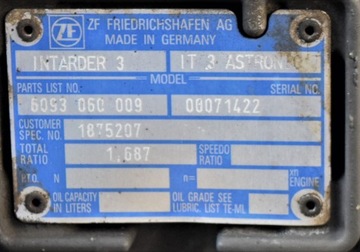 ZF FRIEDRICHSHAFEN AG
MADE IN GERMANY
INTARDER 3 IT 3 ASTRON
MODEL
PARTS LIST NO. SERIAL NO.
6093 060 009 00071422
CUSTOMER
SPEC. NO. 1875207
TOTAL
RATIO 1,687 SPEEDO
RATIO
P.T.O. N n= x n
ENGINE
OIL CAPACITY
IN LITERS OIL GRADE SEE
LUBRIC. LIST TE-ML